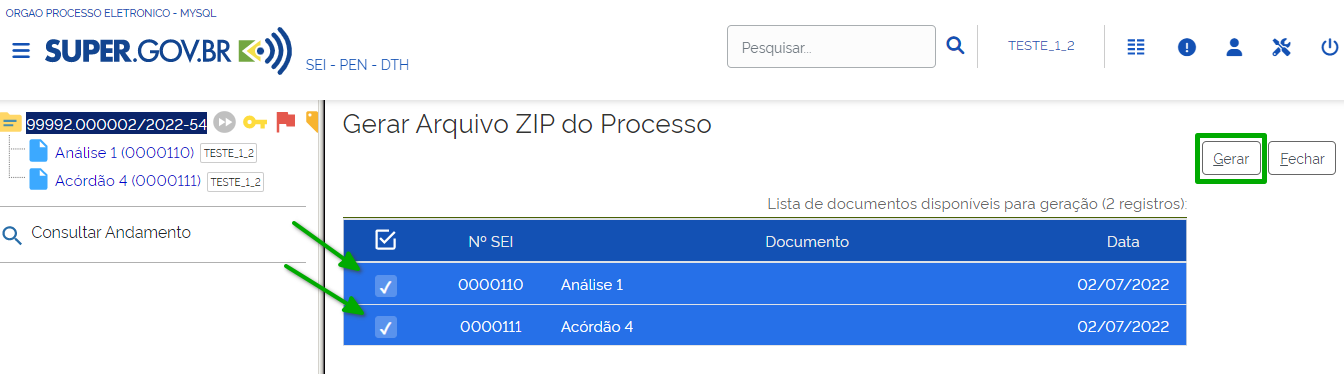 ORGAO PROCESSO ELETRONICO - MYSQL
SUPER.GOV.BR
SEI - PEN - DTH
Pesquisar...
TESTE_1_2
99992.000002/2022-54
Análise 1 (0000110) TESTE_1_2
Acórdão 4 (0000111) TESTE_1_2
Consultar Andamento
Gerar Arquivo ZIP do Processo
Gerar Fechar
Lista de documentos disponíveis para geração (2 registros):
Nº SEI Documento Data
0000110 Análise 1 02/07/2022
0000111 Acórdão 4 02/07/2022